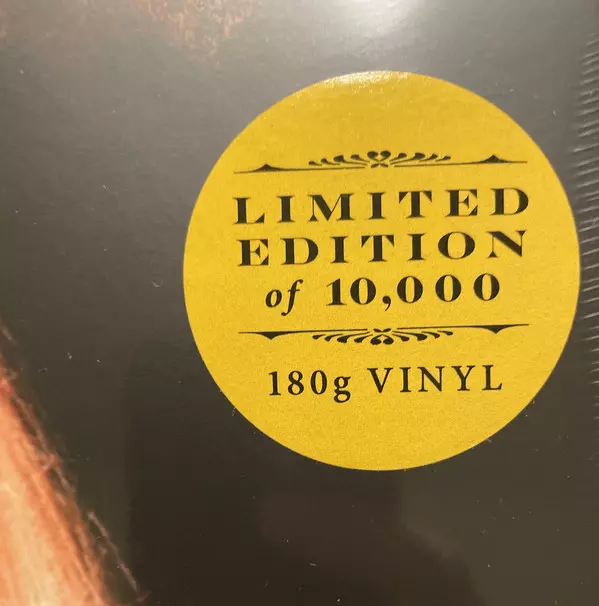 LIMITED
EDITION
of 10,000
180g VINYL